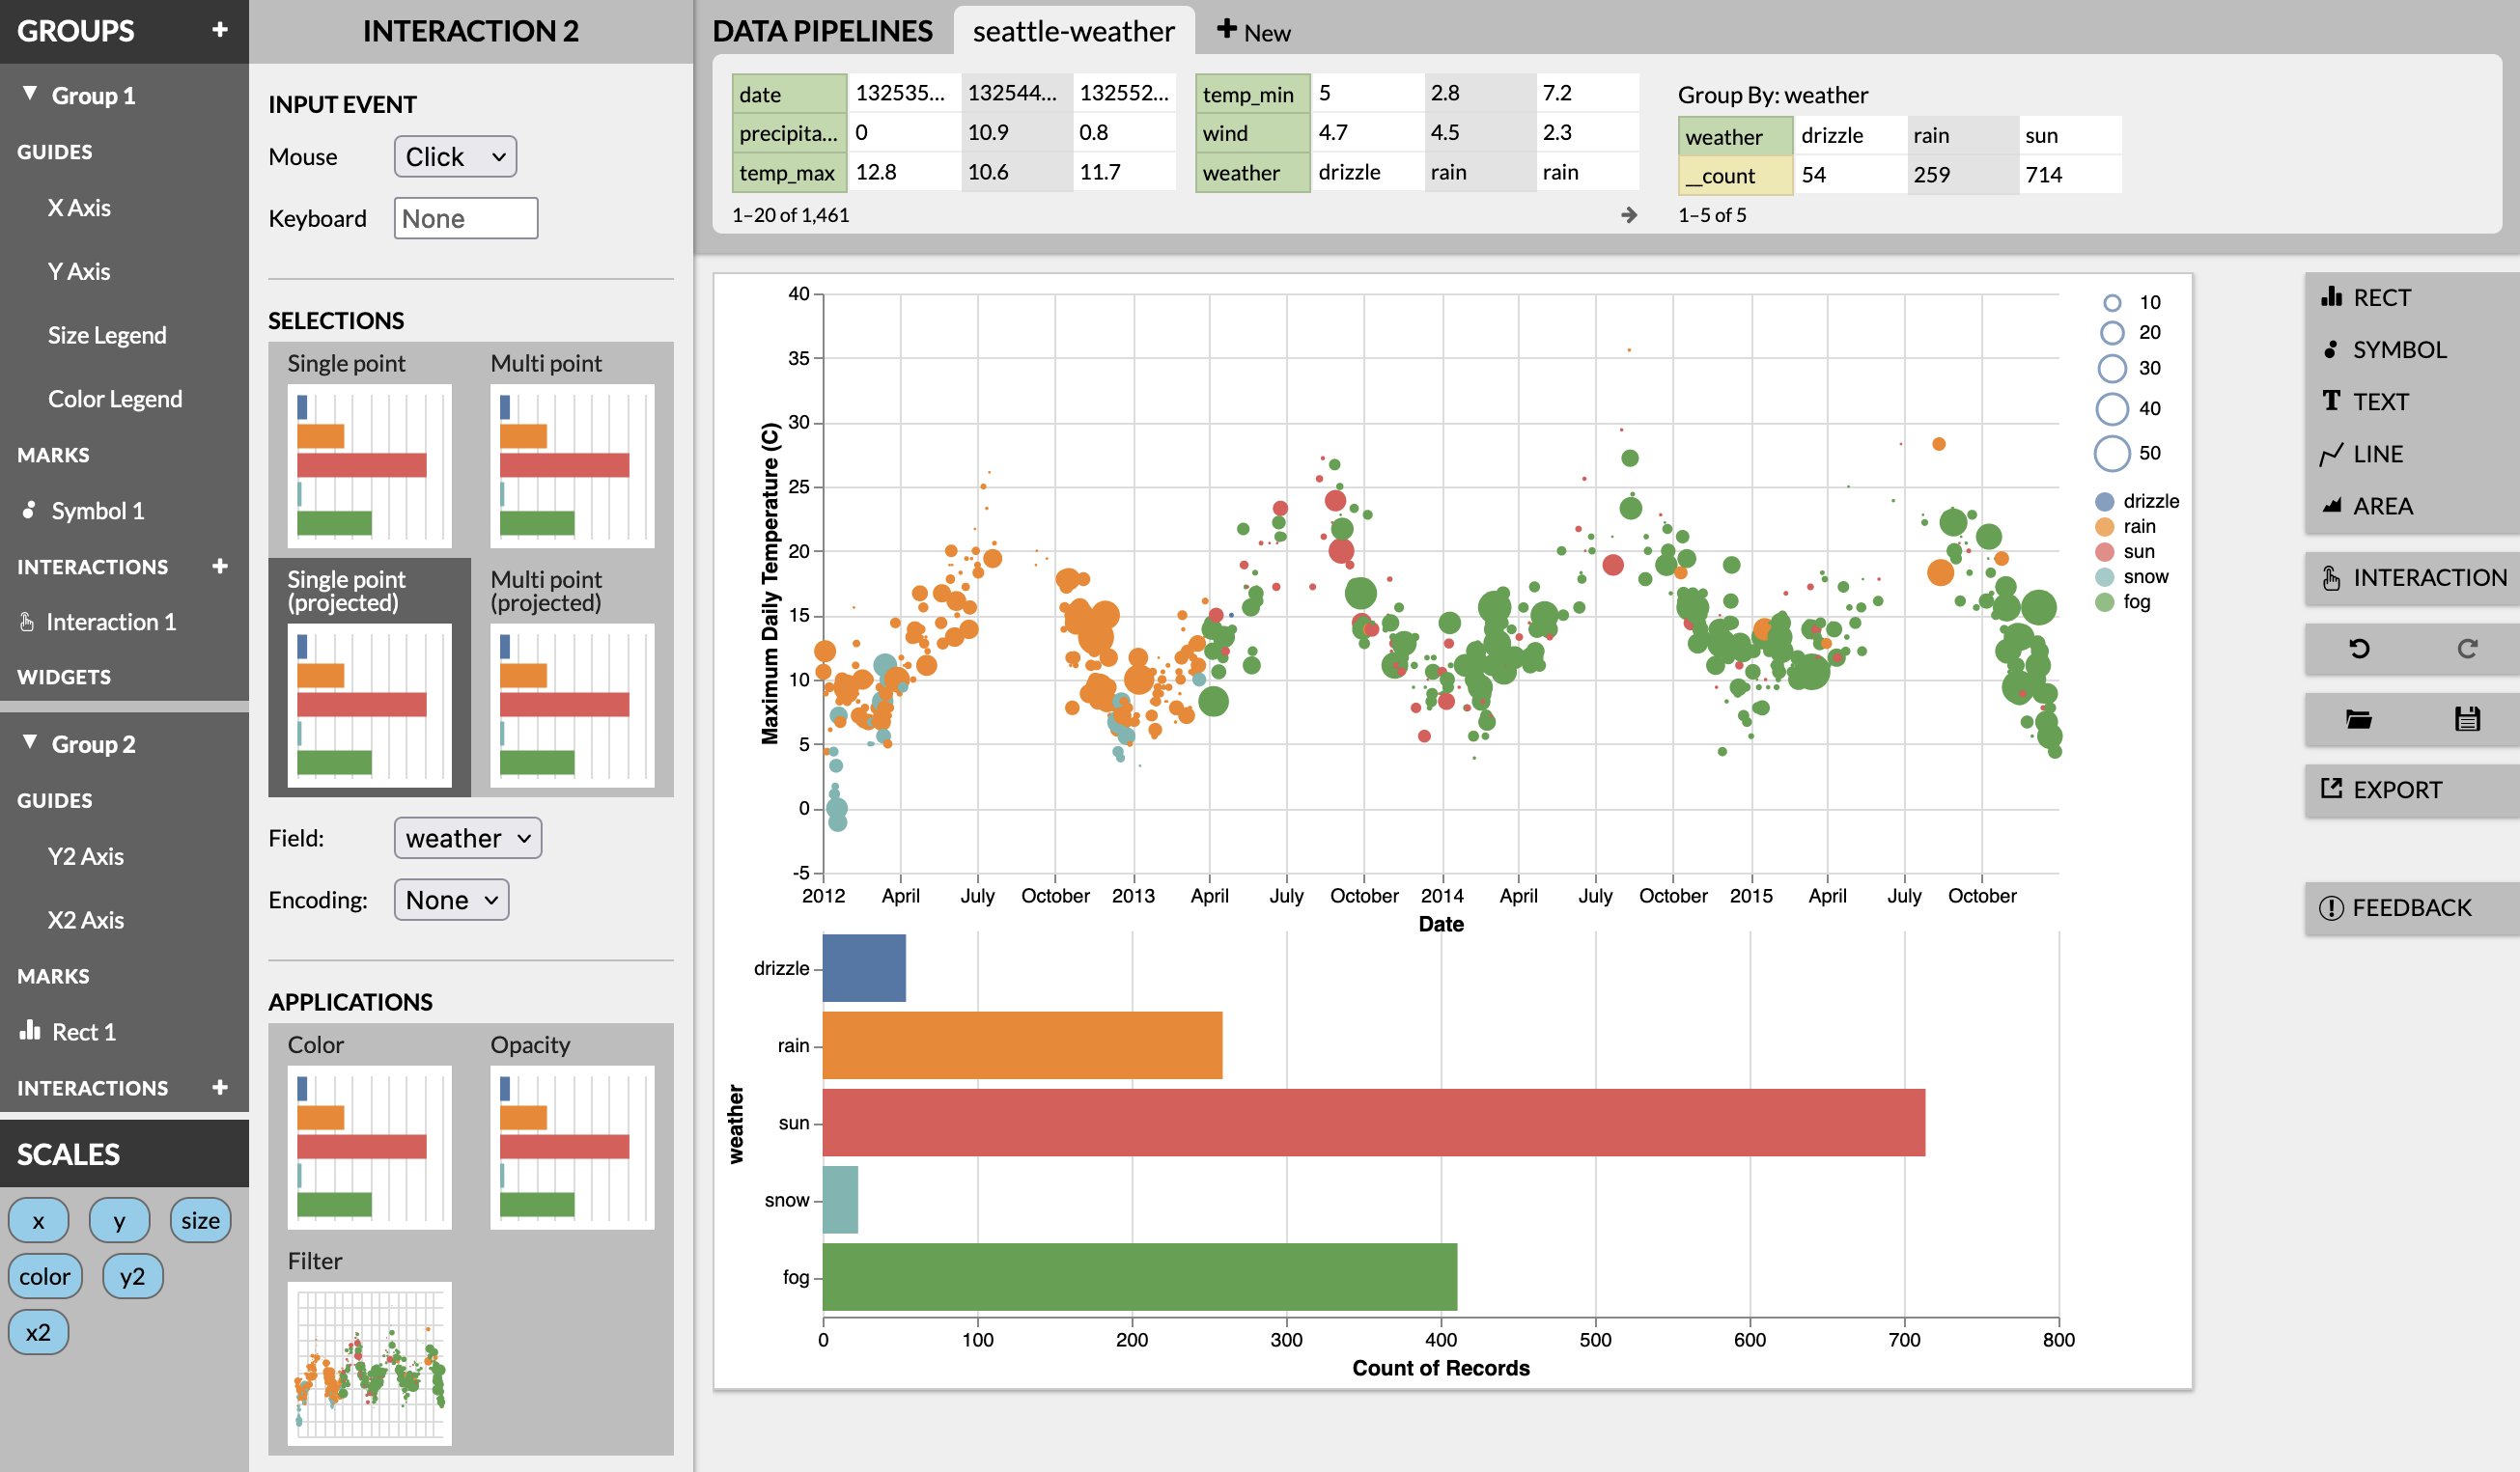 GROUPS +
Group 1
GUIDES
X Axis
Y Axis
Size Legend
Color Legend
MARKS
Symbol 1
INTERACTIONS +
Interaction 1
WIDGETS
Group 2
GUIDES
Y2 Axis
X2 Axis
MARKS
Rect 1
INTERACTIONS +
SCALES
x y size
color y2
x2
INTERACTION 2
INPUT EVENT
Mouse Click
Keyboard None
SELECTIONS
Single point Multi point
Single point Multi point
(projected) (projected)
Field: weather
Encoding: None
APPLICATIONS
Color Opacity
Filter
DATA PIPELINES seattle-weather + New
date 132535... 132544... 132552...
precipita... 0 10.9 0.8
temp_max 12.8 10.6 11.7
1–20 of 1,461
temp_min 5 2.8 7.2
wind 4.7 4.5 2.3
weather drizzle rain rain
Group By: weather
weather drizzle rain sun
__count 54 259 714
1–5 of 5
Maximum Daily Temperature (C)
40
35
30
25
20
15
10
5
0
-5
2012 April July October 2013 April July October 2014 April July October 2015 April July October
Date
10
20
30
40
50
drizzle
rain
sun
snow
fog
weather
drizzle
rain
sun
snow
fog
0 100 200 300 400 500 600 700 800
Count of Records
RECT
SYMBOL
T TEXT
LINE
AREA
INTERACTION
EXPORT
FEEDBACK